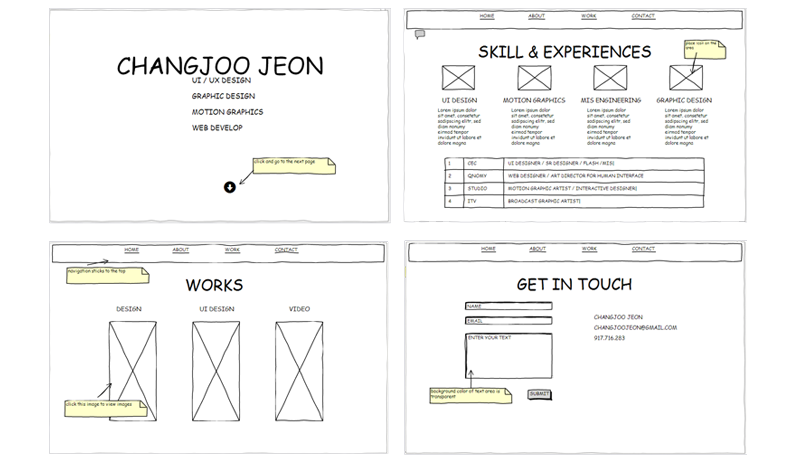 CHANGJOO JEON
UI / UX DESIGN
GRAPHIC DESIGN
MOTION GRAPHICS
WEB DEVELOP
click and go to the next page
HOME ABOUT WORK CONTACT
SKILL & EXPERIENCES
place icon on the
area
UI DESIGN
Lorem ipsum dolor
sit amet, consetetur
sadipscing elitr, sed
diam nonumy
eirmod tempor
invidunt ut labore et
dolore magna
MOTION GRAPHICS
Lorem ipsum dolor
sit amet, consetetur
sadipscing elitr, sed
diam nonumy
eirmod tempor
invidunt ut labore et
dolore magna
MIS ENGINEERING
Lorem ipsum dolor
sit amet, consetetur
sadipscing elitr, sed
diam nonumy
eirmod tempor
invidunt ut labore et
dolore magna
GRAPHIC DESIGN
Lorem ipsum dolor
sit amet, consetetur
sadipscing elitr, sed
diam nonumy
eirmod tempor
invidunt ut labore et
dolore magna
1 CEC UI DESIGNER / SR DESIGNER / FLASH /MIS|
2 QNOMY WEB DESIGNER / ART DIRECTOR FOR HUMAN INTERFACE
3 STUDIO MOTION GRAPHIC ARTIST / INTERACTIVE DESIGNER|
4 ITV BROADCAST GRAPHIC ARTIST|
HOME ABOUT WORK CONTACT
navigation sticks to the top
WORKS
DESIGN UI DESIGN VIDEO
click this image to view images
HOME ABOUT WORK CONTACT
GET IN TOUCH
NAME
EMAIL
ENTER YOUR TEXT
background color of text area is
transparent
SUBMIT
CHANGJOO JEON
CHANGJOOJEON@GMAIL.COM
917.716.253